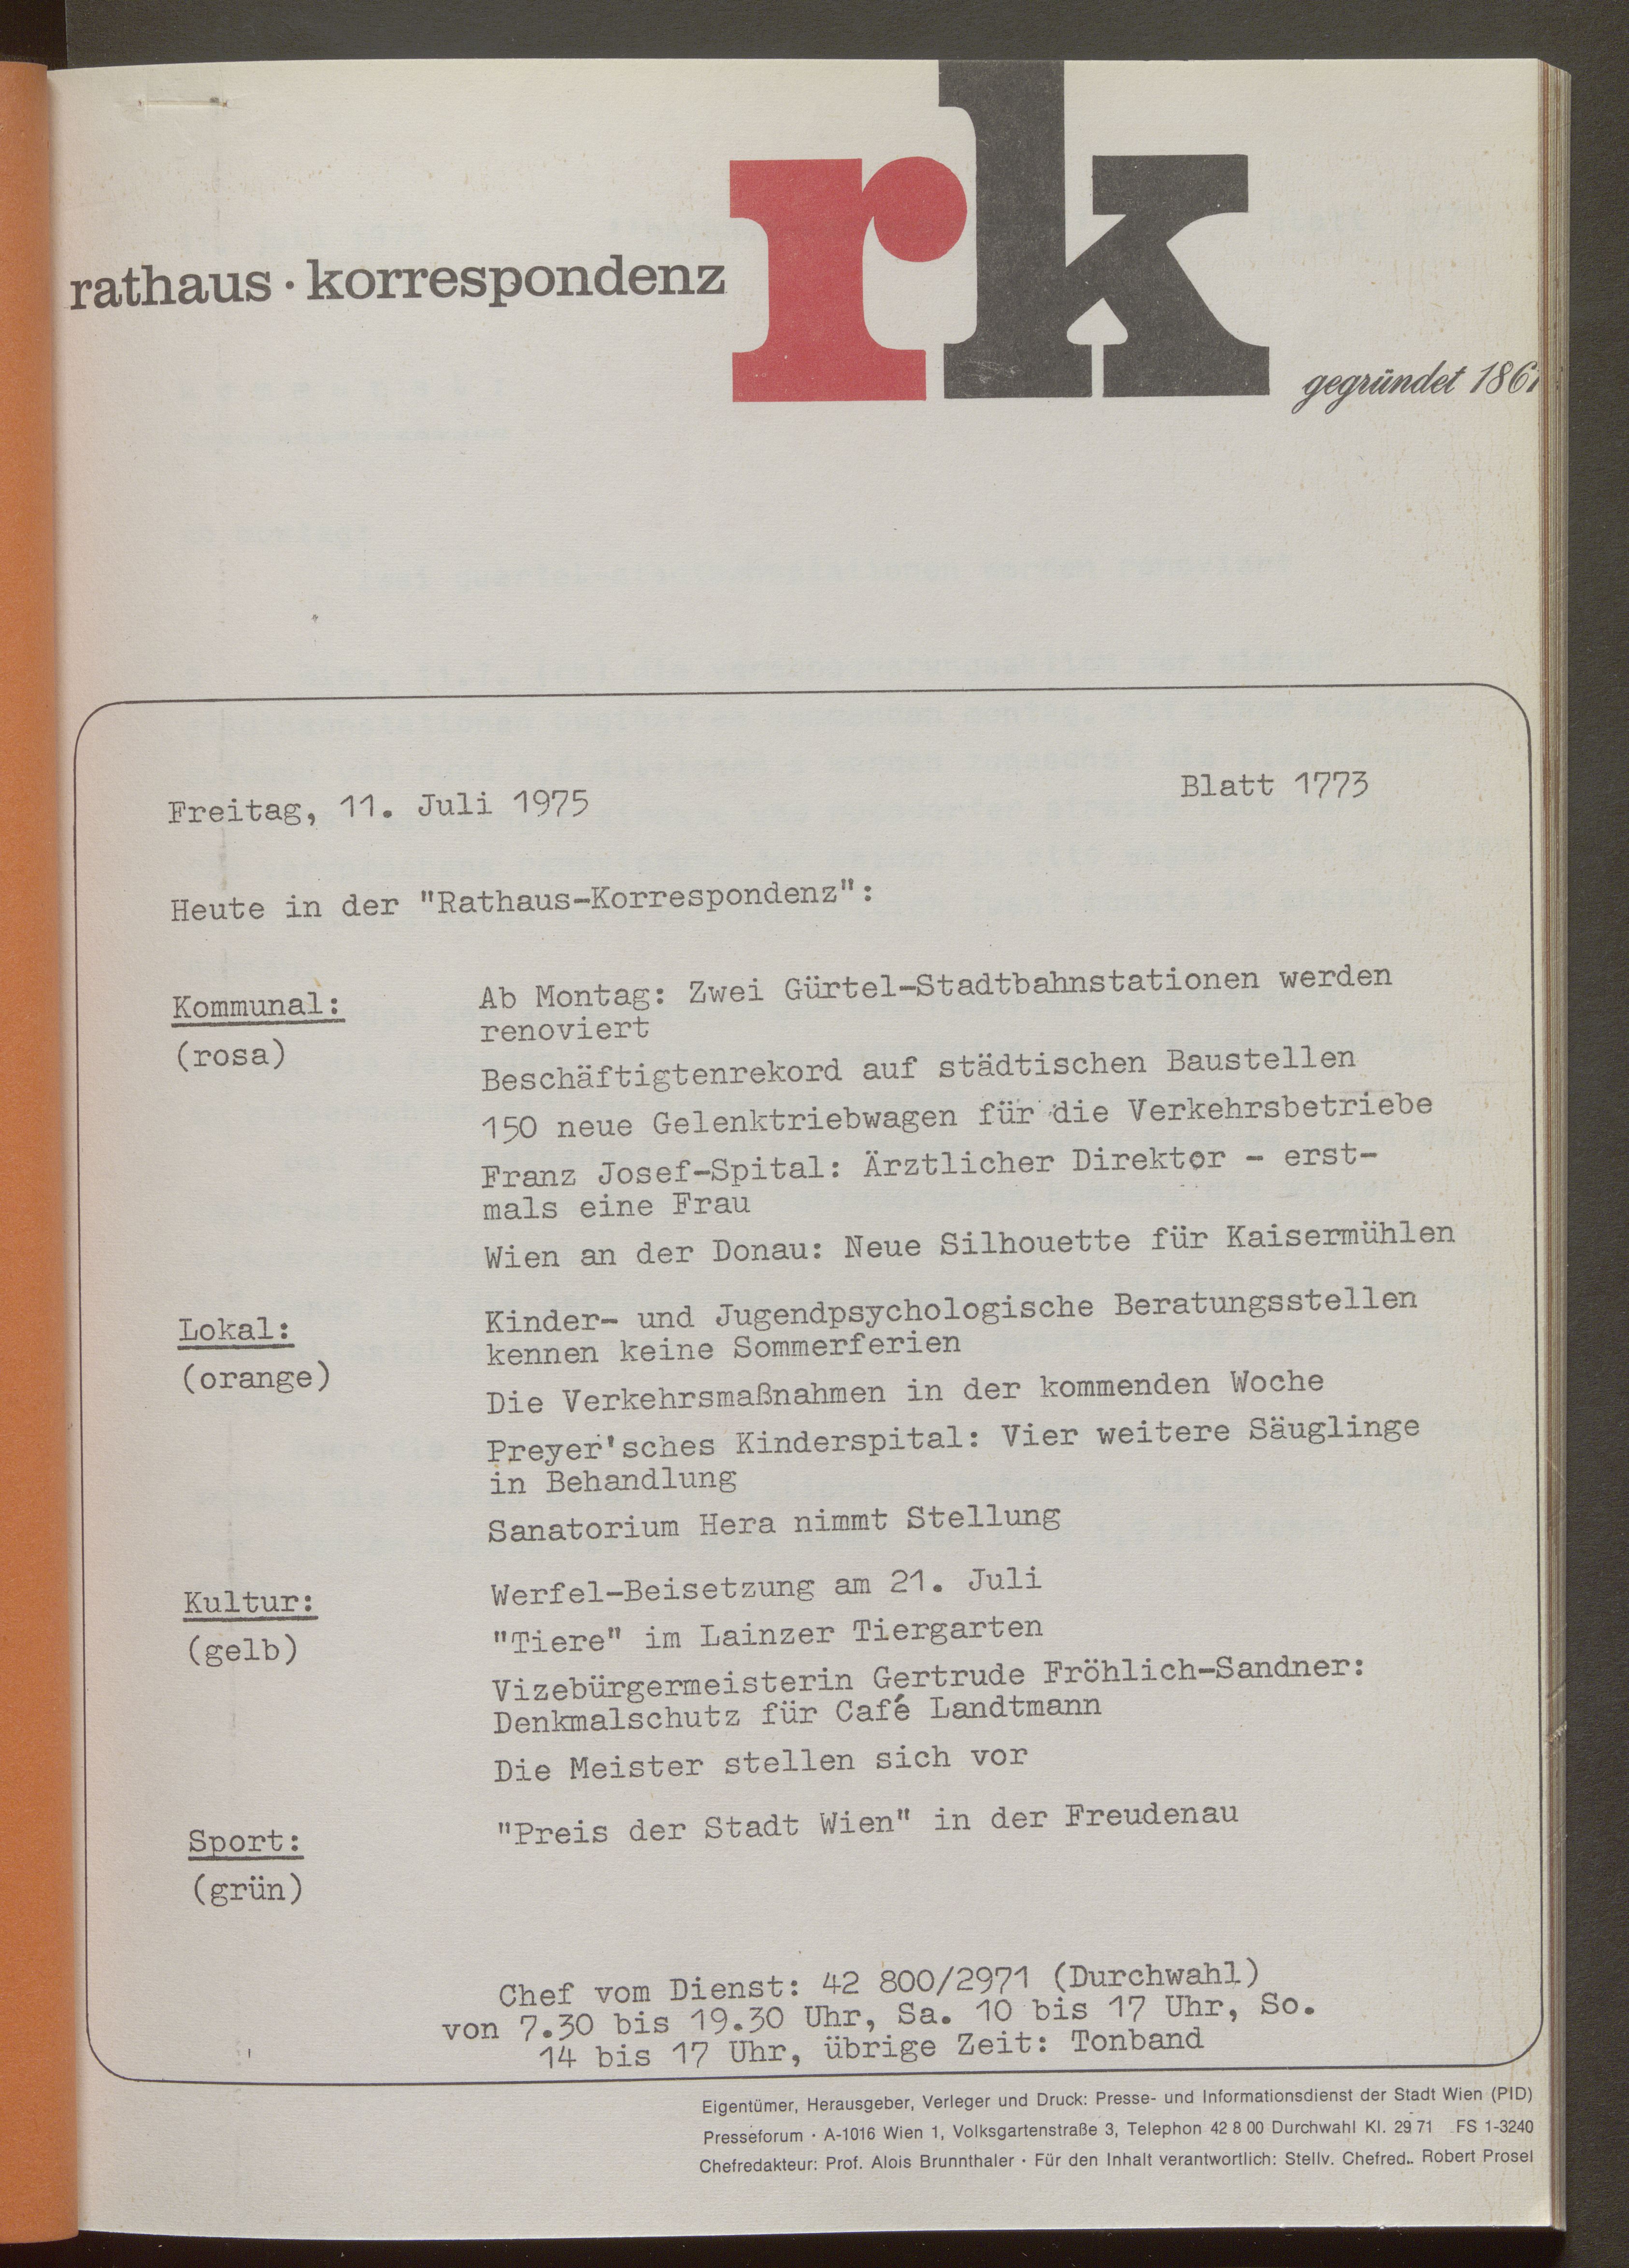 rathaus · korrespondenz
rk
gegründet 1861
Freitag, 11. Juli 1975
Blatt 1773
Heute in der "Rathaus-Korrespondenz":
Kommunal:
(rosa)
Ab Montag: Zwei Gürtel-Stadtbahnstationen werden
renoviert
Beschäftigtenrekord auf städtischen Baustellen
150 neue Gelenktriebwagen für die Verkehrsbetriebe
Franz Josef-Spital: Ärztlicher Direktor - erst-
mals eine Frau
Wien an der Donau: Neue Silhouette für Kaisermühlen
Lokal:
(orange)
Kinder- und Jugendpsychologische Beratungsstellen
kennen keine Sommerferien
Die Verkehrsmaßnahmen in der kommenden Woche
Preyer'sches Kinderspital: Vier weitere Säuglinge
in Behandlung
Sanatorium Hera nimmt Stellung
Kultur:
(gelb)
Werfel-Beisetzung am 21. Juli
"Tiere" im Lainzer Tiergarten
Vizebürgermeisterin Gertrude Fröhlich-Sandner:
Denkmalschutz für Café Landtmann
Die Meister stellen sich vor
Sport:
(grün)
"Preis der Stadt Wien" in der Freudenau
Chef vom Dienst: 42 800/2971 (Durchwahl)
von 7.30 bis 19.30 Uhr, Sa. 10 bis 17 Uhr, So.
14 bis 17 Uhr, übrige Zeit: Tonband
Eigentümer, Herausgeber, Verleger und Druck: Presse- und Informationsdienst der Stadt Wien (PID)
Presseforum · A-1016 Wien 1, Volksgartenstraße 3, Telephon 42 8 00 Durchwahl Kl. 29 71 FS 1-3240
Chefredakteur: Prof. Alois Brunnthaler · Für den Inhalt verantwortlich: Stellv. Chefred.. Robert Prosel